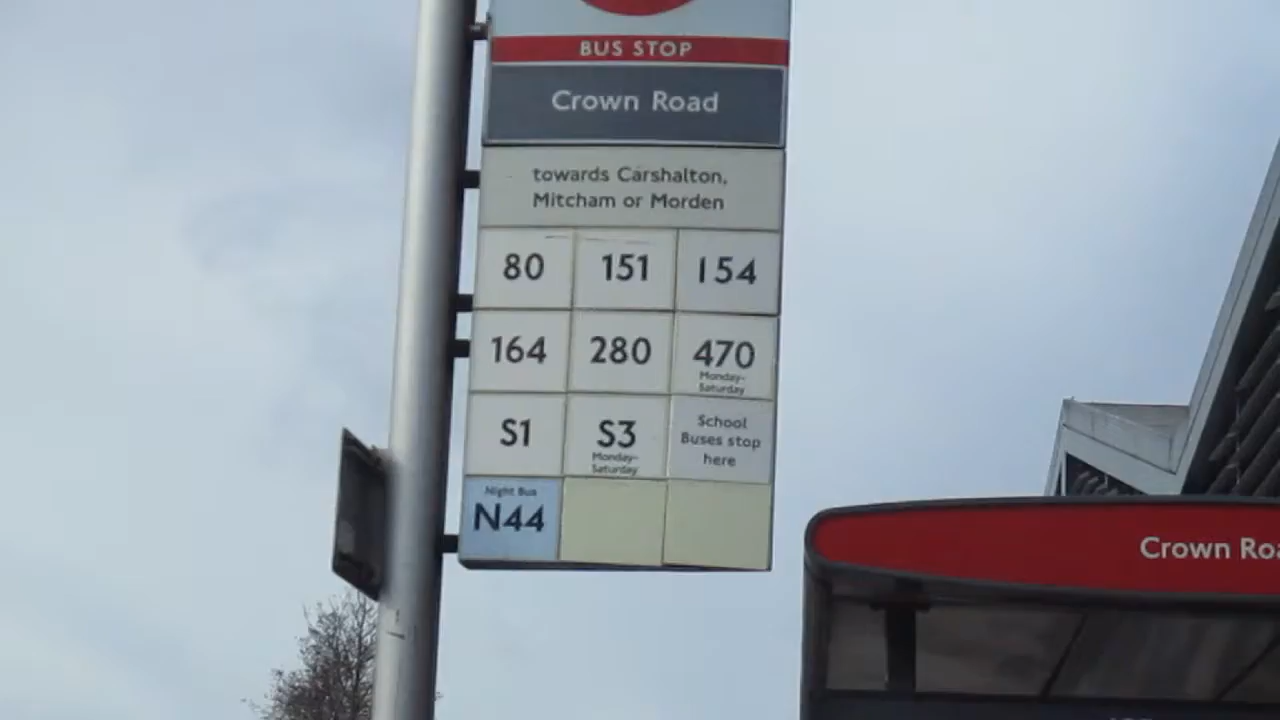 BUS STOP
Crown Road
towards Carshalton,
Mitcham or Morden
80 151 154
164 280 470
Monday-
Saturday
S1 S3
Monday-
Saturday
School
Buses stop
here
Night Bus
N44
Crown Roa